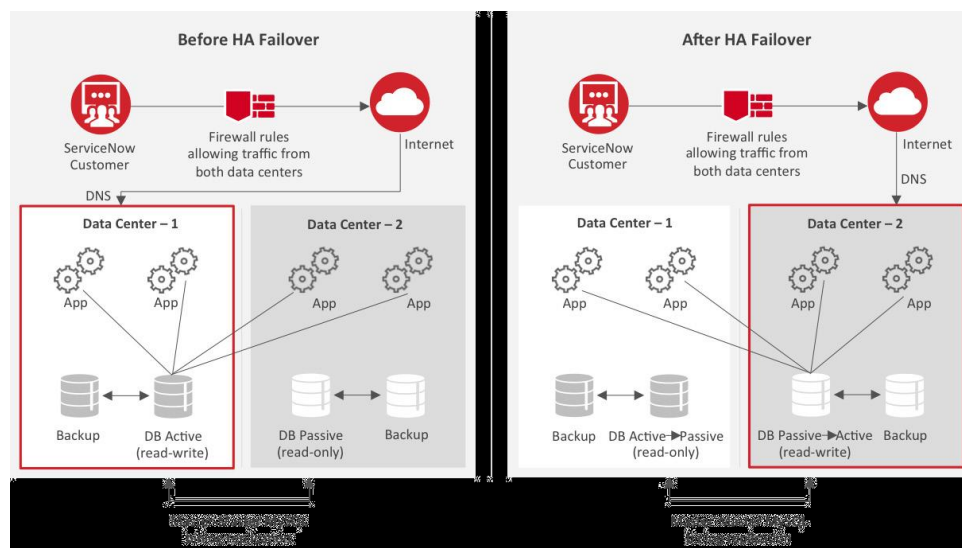 Before HA Failover
ServiceNow
Customer
Firewall rules
allowing traffic from
both data centers
Internet
DNS
Data Center – 1
App
App
Backup
DB Active
(read-write)
Data Center – 2
App
App
DB Passive
(read-only)
Backup
After HA Failover
ServiceNow
Customer
Firewall rules
allowing traffic from
both data centers
Internet
DNS
Data Center – 1
App
App
Backup
DB Active Passive
(read-only)
Data Center – 2
App
App
DB Passive Active
(read-write)
Backup